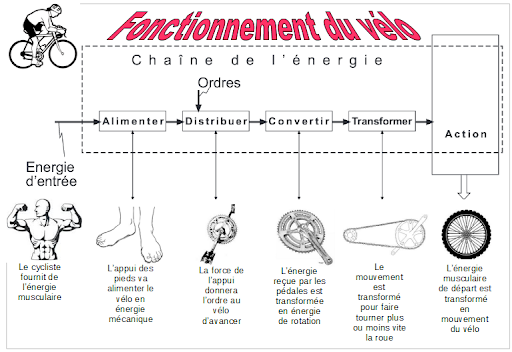 Fonctionnement du vélo
Chaîne de l'énergie
Ordres
Alimenter
Distribuer
Convertir
Transformer
Action
Energie
d'entrée
Le cycliste
fournit de
l'énergie
musculaire
L'appui des
pieds va
alimenter le
vélo en
énergie
mécanique
La force de
l'appui
donnera
l'ordre au
vélo
d'avancer
L'énergie
reçue par les
pédales est
transformée
en énergie
de rotation
Le
mouvement
est
transformé
pour faire
tourner plus
ou moins vite
la roue
L'énergie
musculaire
de départ est
transformé
en
mouvement
du vélo